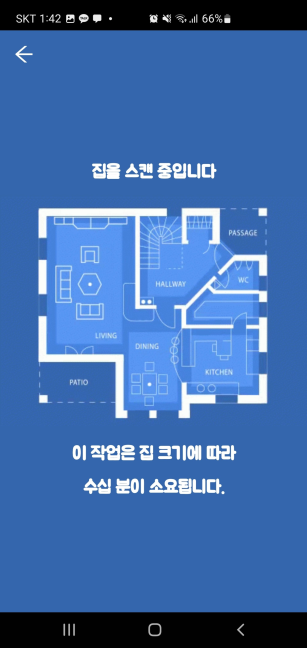 SKT 1:42
66%
집을 스캔 중입니다
PASSAGE
HALLWAY
WC
LIVING
DINING
PATIO
KITCHEN
이 작업은 집 크기에 따라
수십 분이 소요됩니다.